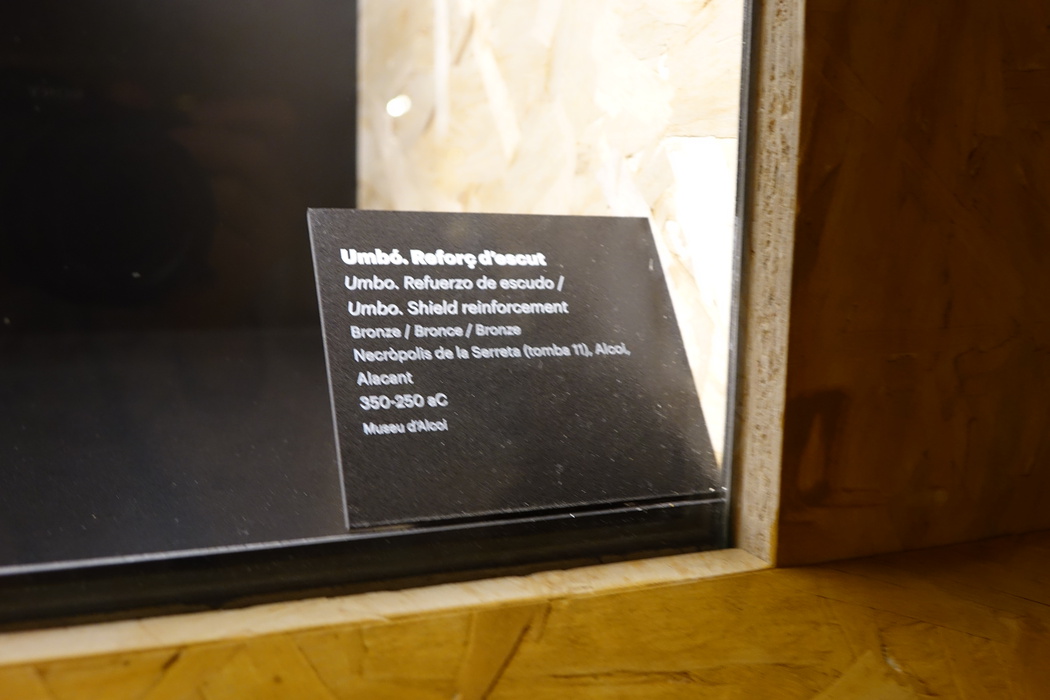 Umbó. Reforç d'escut
Umbo. Refuerzo de escudo /
Umbo. Shield reinforcement
Bronze / Bronce / Bronze
Necròpolis de la Serreta (tomba 11), Alcoi,
Alacant
350-250 aC
Museu d'Alcoi